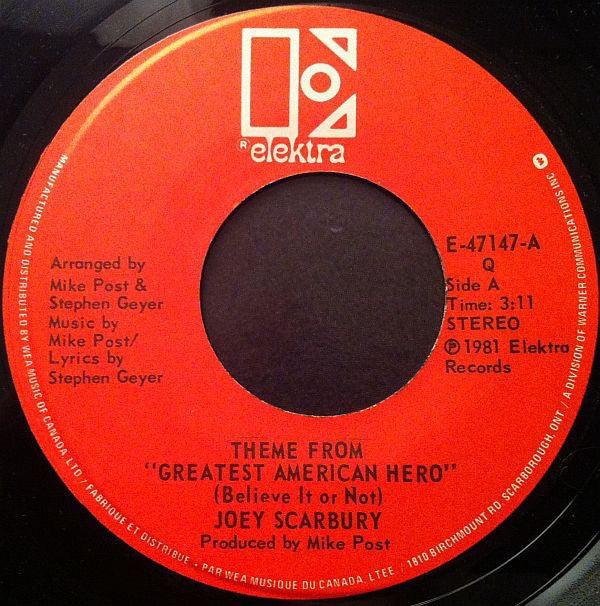 ® elektra
Arranged by
Mike Post &
Stephen Geyer
Music by
Mike Post/
Lyrics by
Stephen Geyer
E-47147-A
Q
Side A
Time: 3:11
STEREO
℗ 1981 Elektra
Records
THEME FROM
"GREATEST AMERICAN HERO"
(Believe It or Not)
JOEY SCARBURY
Produced by Mike Post
MANUFACTURED AND DISTRIBUTED BY WEA MUSIC OF CANADA, LTD / FABRIQUE ET DISTRIBUE • PAR WEA MUSIQUE DU CANADA, LTEE / 1810 BIRCHMOUNT RD, SCARBOROUGH, ONT / A DIVISION OF WARNER COMMUNICATIONS INC